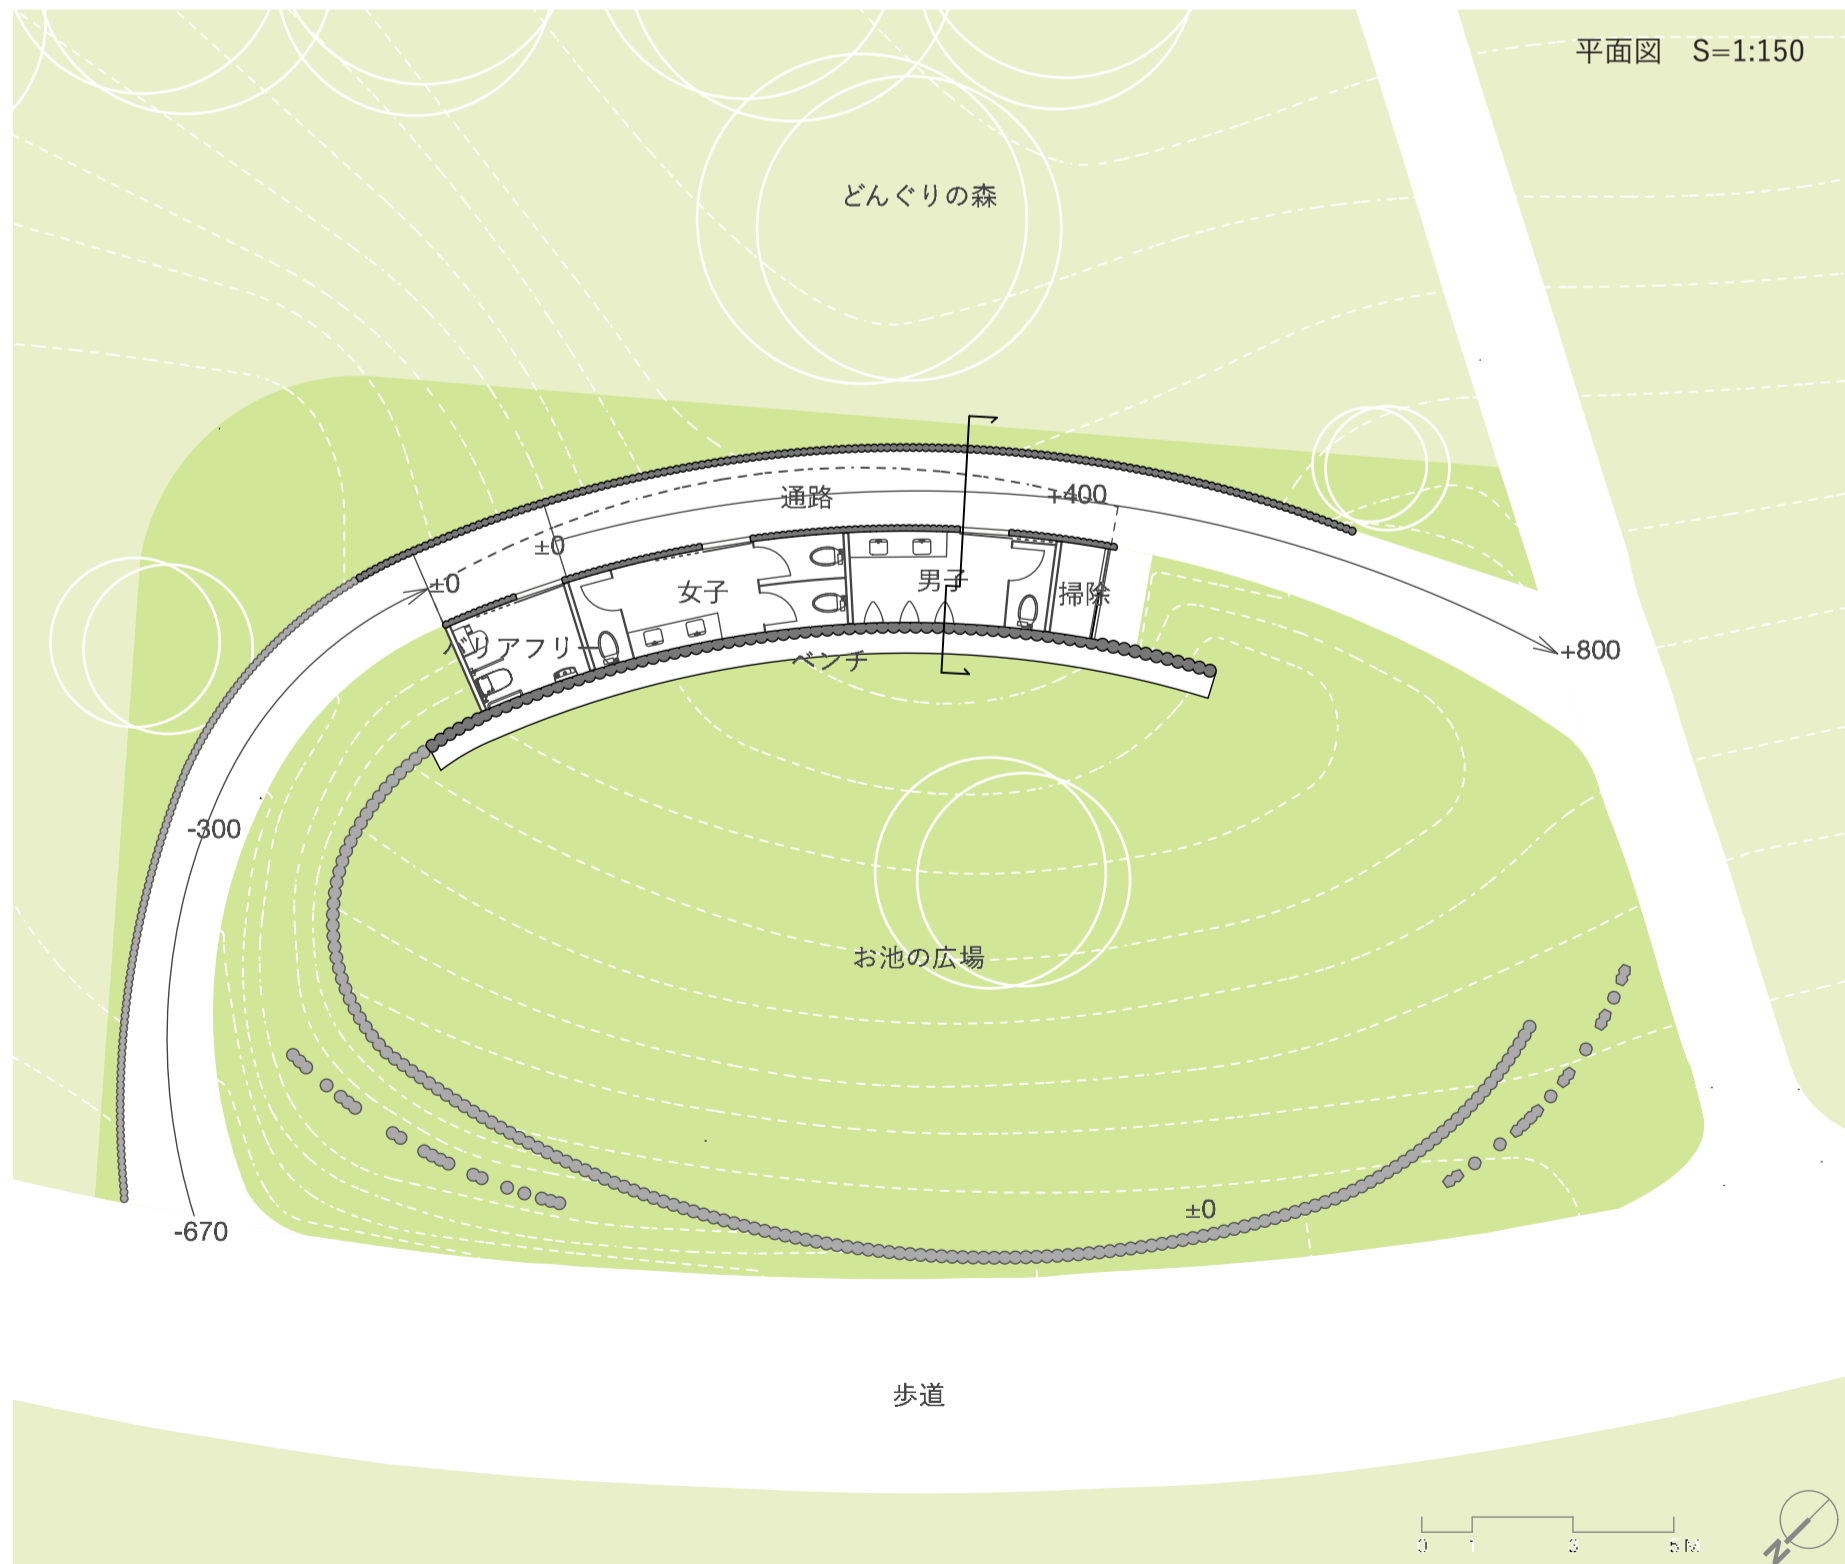 平面図　S=1:150
どんぐりの森
通路
+400
±0
±0
女子
男子
掃除
バリアフリー
ベンチ
+800
-300
お池の広場
±0
-670
歩道
0 1 3 5 M
N